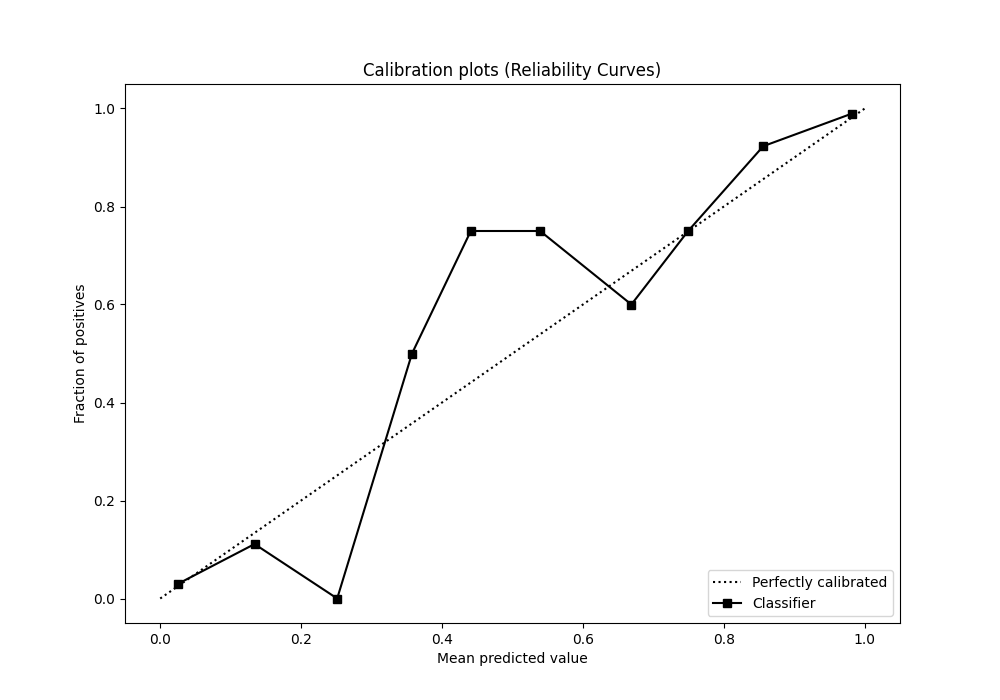 Calibration plots (Reliability Curves)
1.0
0.8
0.6
0.4
0.2
0.0
Fraction of positives
0.0 0.2 0.4 0.6 0.8 1.0
Mean predicted value
Perfectly calibrated
Classifier